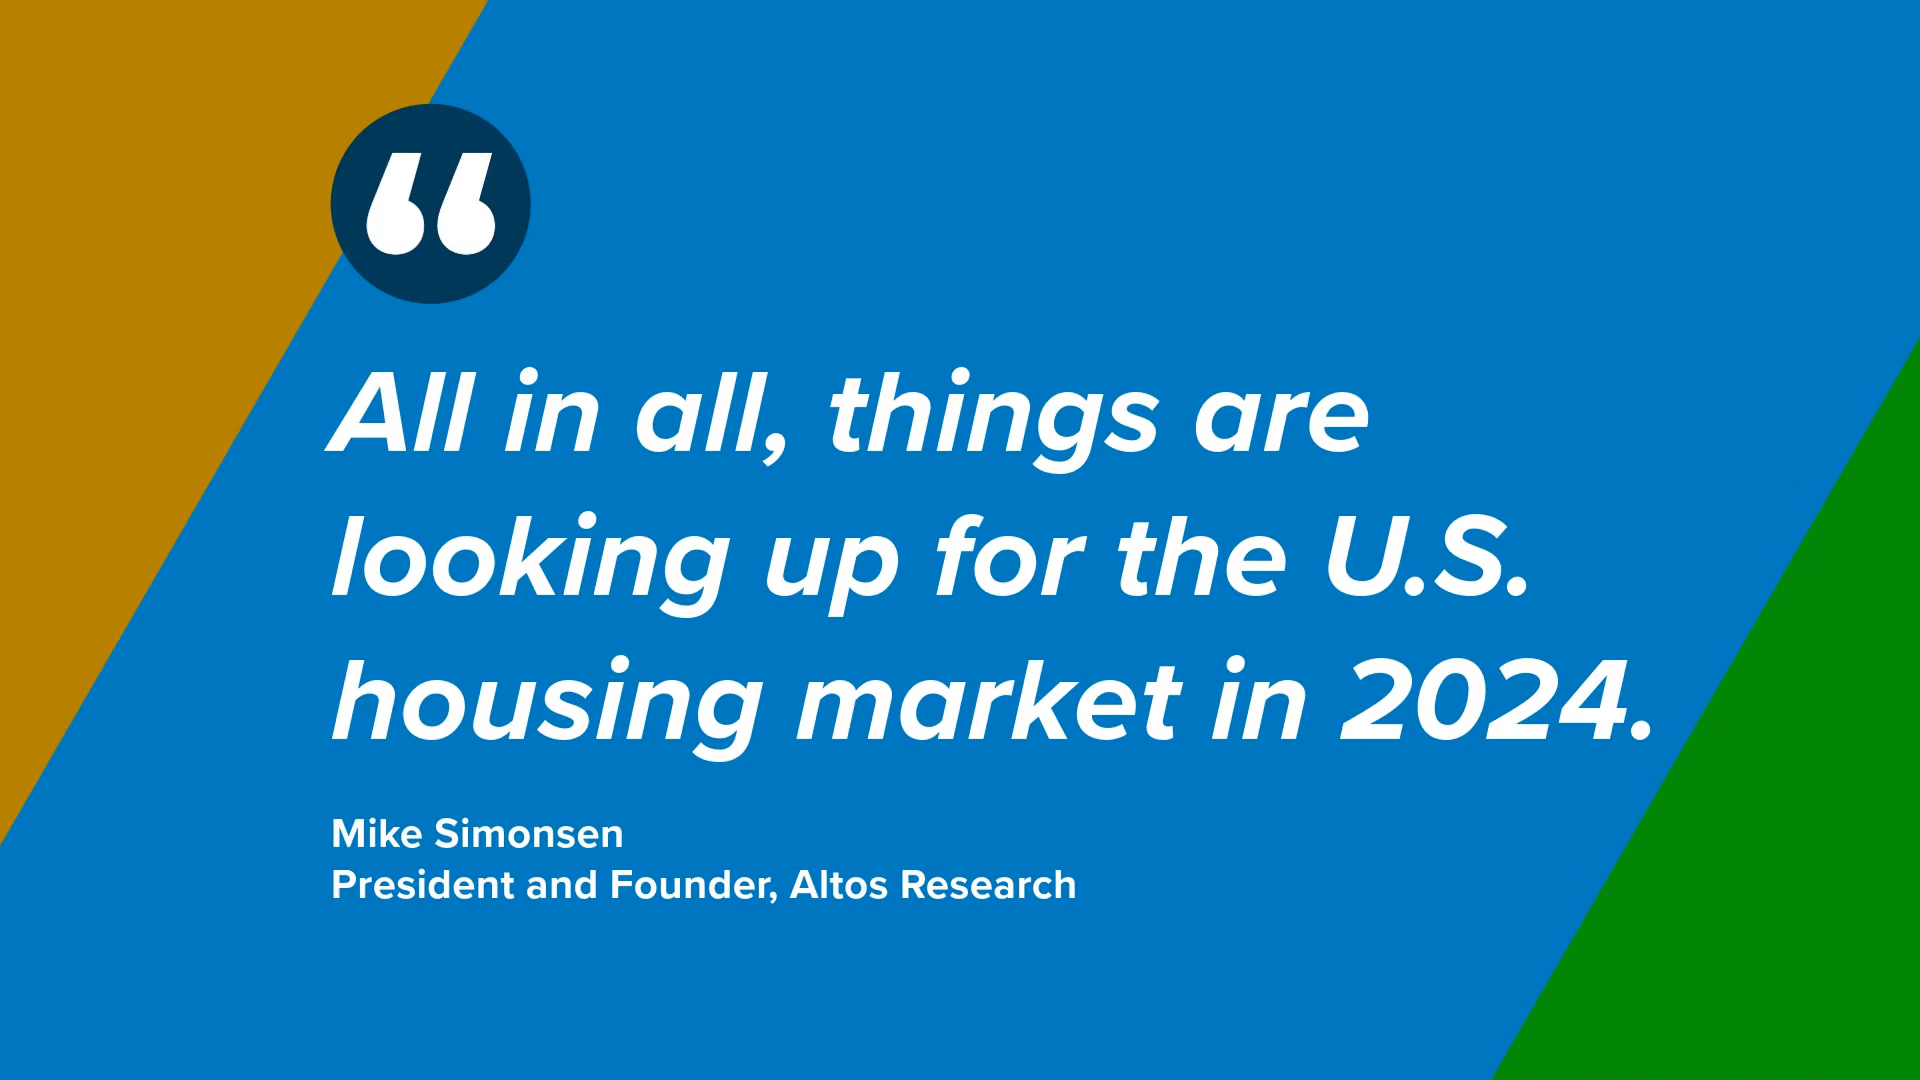 “
All in all, things are
looking up for the U.S.
housing market in 2024.
Mike Simonsen
President and Founder, Altos Research